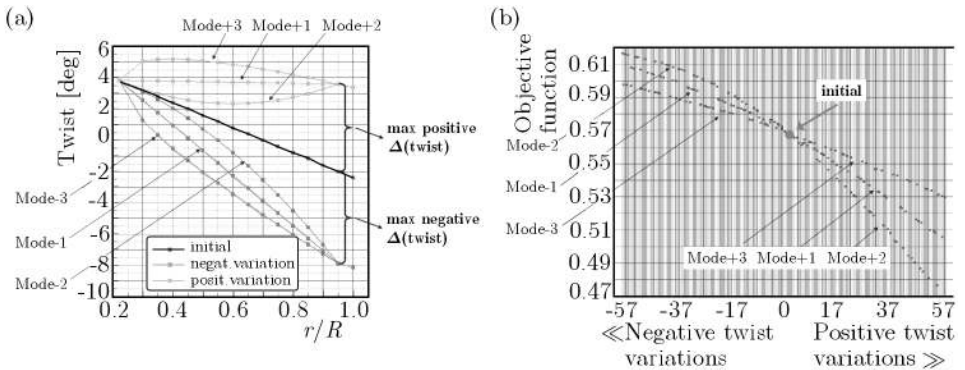 (a)
Mode+3
Mode+1
Mode+2
Twist [deg]
6
4
2
0
-2
-4
-6
-8
-10
max positive
Δ(twist)
max negative
Δ(twist)
Mode-3
Mode-1
Mode-2
initial
negat.variation
posit.variation
0.2 0.4 0.6 0.8 1.0
r/R
(b)
Objective
function
0.61
0.59
0.57
0.55
0.53
0.51
0.49
0.47
initial
Mode-2
Mode-1
Mode-3
Mode+3 Mode+1 Mode+2
-57 -37 -17 0 17 37 57
≪Negative twist
variations
Positive twist
variations ≫